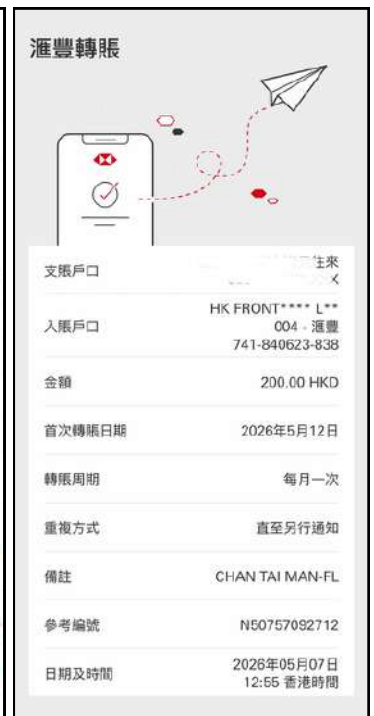 滙豐轉賬
支賬戶口
往來
入賬戶口
HK FRONT**** L**
004 - 滙豐
741-840623-838
金額
200.00 HKD
首次轉賬日期
2026年5月12日
轉賬周期
每月一次
重複方式
直至另行通知
備註
CHAN TAI MAN-FL
參考編號
N50757092712
日期及時間
2026年05月07日
12:55 香港時間